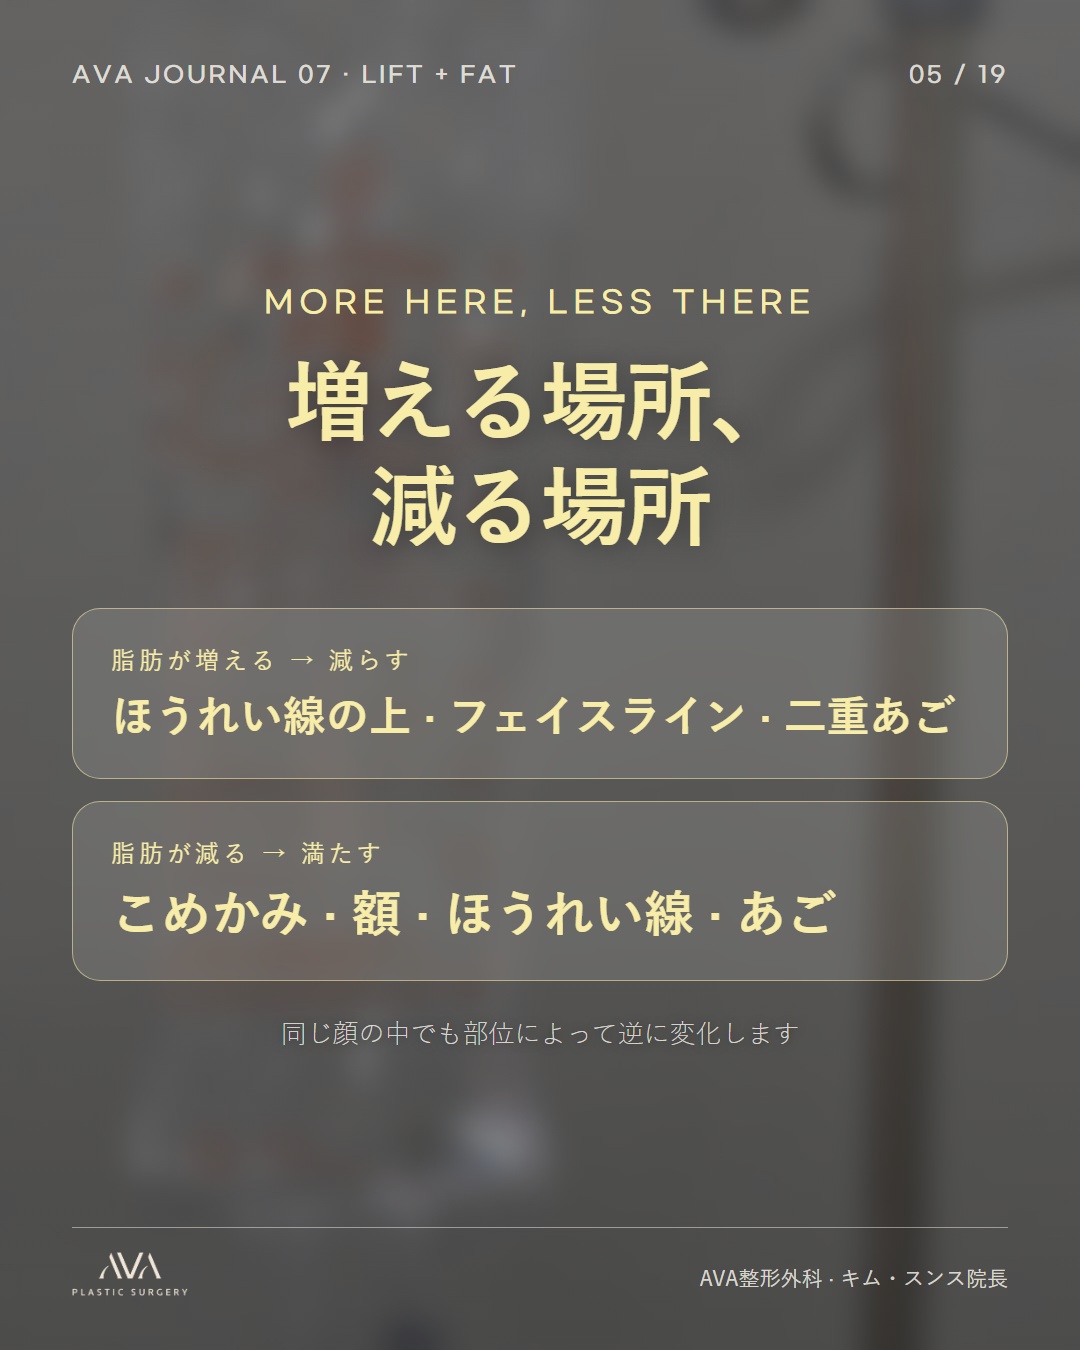 AVA JOURNAL 07 · LIFT + FAT
05 / 19
MORE HERE, LESS THERE
増える場所、
減る場所
脂肪が増える → 減らす
ほうれい線の上 · フェイスライン · 二重あご
脂肪が減る → 満たす
こめかみ · 額 · ほうれい線 · あご
同じ顔の中でも部位によって逆に変化します
AVA
PLASTIC SURGERY
AVA整形外科 · キム・スンス院長